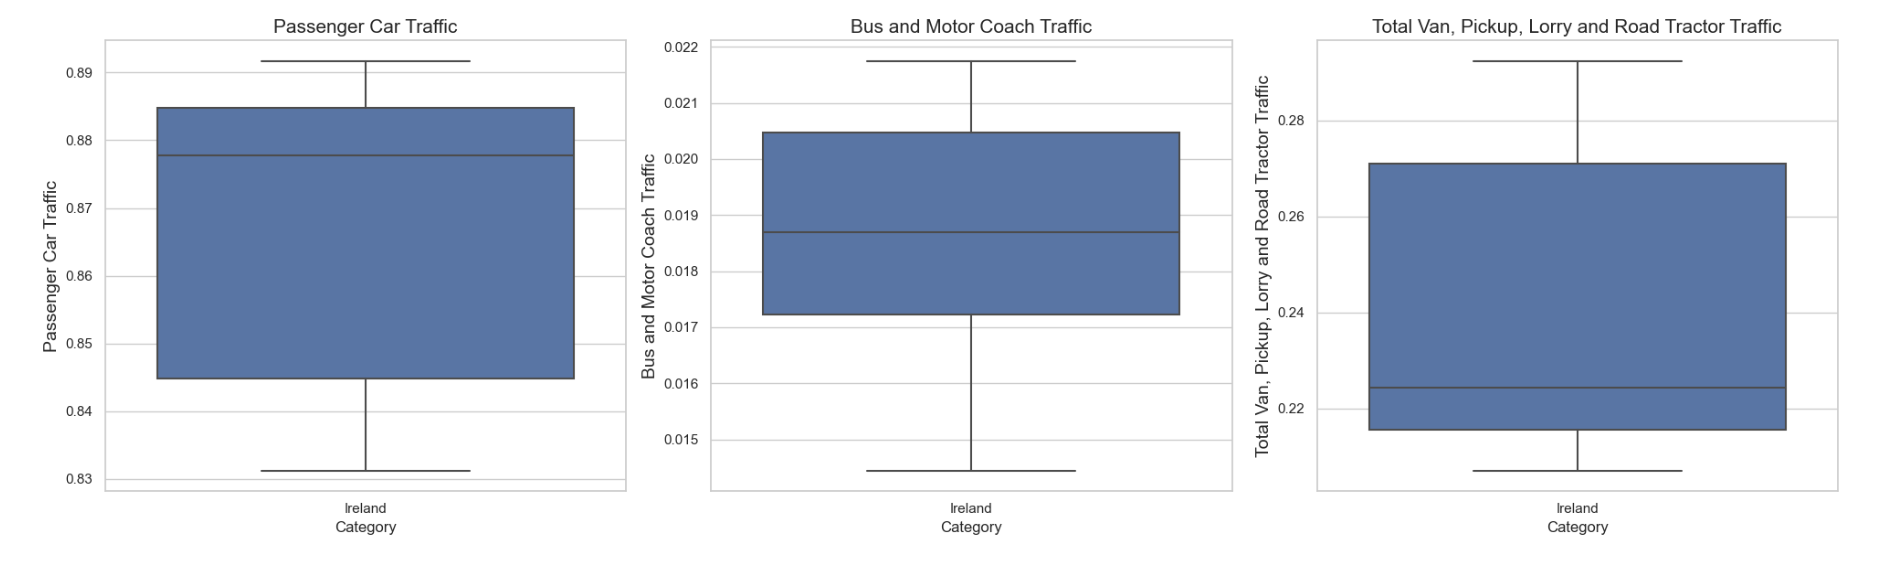 Passenger Car Traffic
Passenger Car Traffic
0.89
0.88
0.87
0.86
0.85
0.84
0.83
Ireland
Category
Bus and Motor Coach Traffic
Bus and Motor Coach Traffic
0.022
0.021
0.020
0.019
0.018
0.017
0.016
0.015
Ireland
Category
Total Van, Pickup, Lorry and Road Tractor Traffic
Total Van, Pickup, Lorry and Road Tractor Traffic
0.28
0.26
0.24
0.22
Ireland
Category